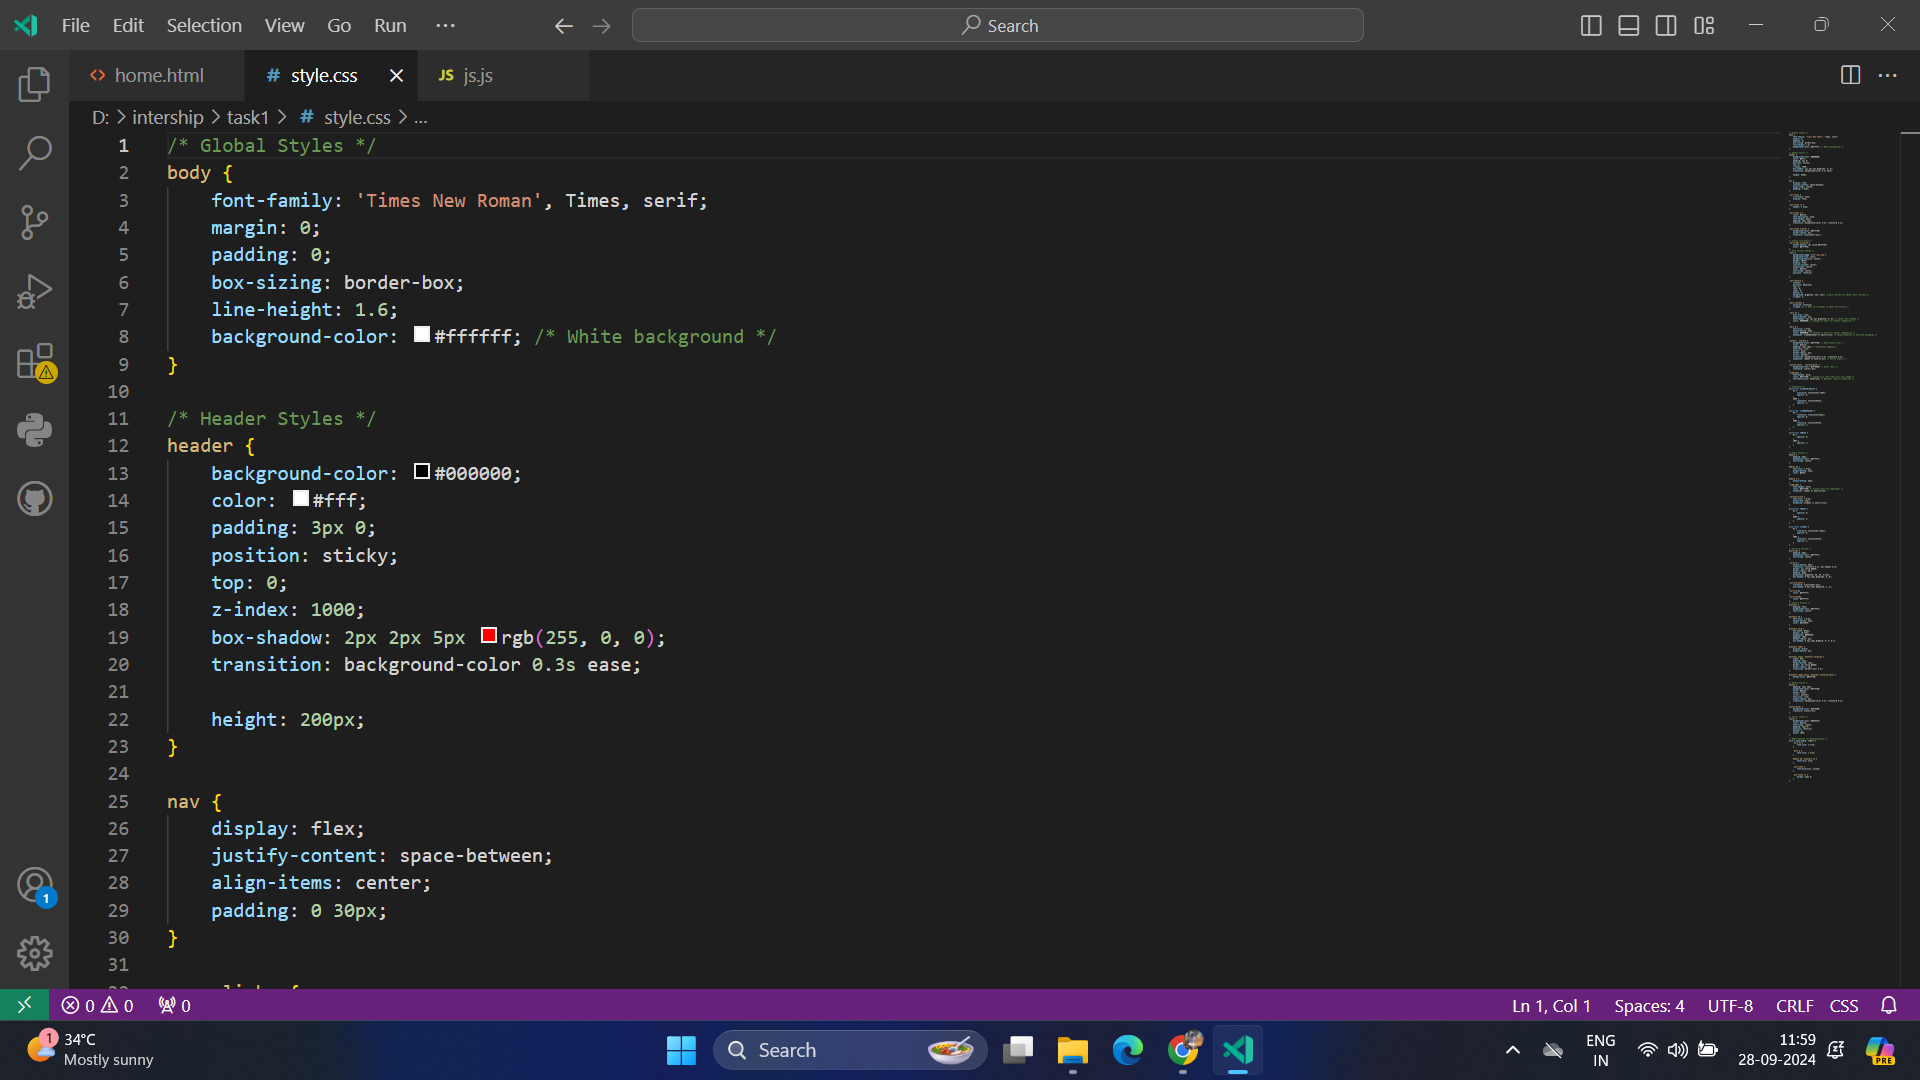 File Edit Selection View Go Run ...
Search
home.html
# style.css
JS js.js
D: > intership > task1 > # style.css > ...
1 /* Global Styles */
2 body {
3 font-family: 'Times New Roman', Times, serif;
4 margin: 0;
5 padding: 0;
6 box-sizing: border-box;
7 line-height: 1.6;
8 background-color: #ffffff; /* White background */
9 }
10
11 /* Header Styles */
12 header {
13 background-color: #000000;
14 color: #fff;
15 padding: 3px 0;
16 position: sticky;
17 top: 0;
18 z-index: 1000;
19 box-shadow: 2px 2px 5px rgb(255, 0, 0);
20 transition: background-color 0.3s ease;
21
22 height: 200px;
23 }
24
25 nav {
26 display: flex;
27 justify-content: space-between;
28 align-items: center;
29 padding: 0 30px;
30 }
31
1
0 0 0
Ln 1, Col 1 Spaces: 4 UTF-8 CRLF CSS
1
34°C
Mostly sunny
Search
ENG
IN
11:59
28-09-2024
PRE